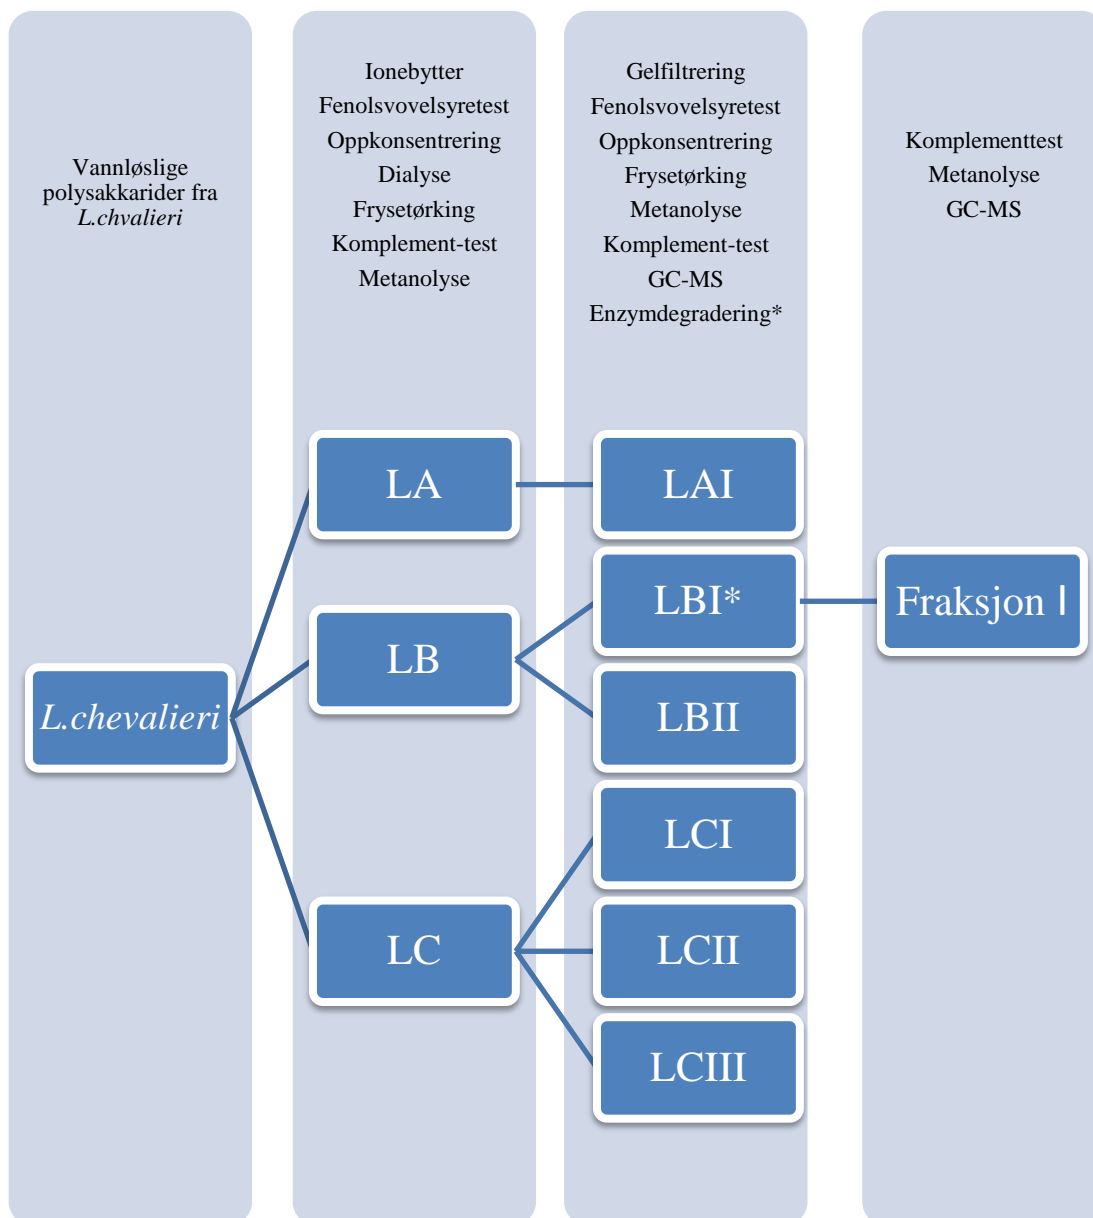 Vannløslige
polysakkarider fra
L.chvalieri
Ionebytter
Fenolsvovelsyretest
Oppkonsentrering
Dialyse
Frysetørking
Komplement-test
Metanolyse
Gelfiltrering
Fenolsvovelsyretest
Oppkonsentrering
Frysetørking
Metanolyse
Komplement-test
GC-MS
Enzymdegradering*
Komplementtest
Metanolyse
GC-MS
L.chevalieri
LA
LB
LC
LAI
LBI*
LBII
LCI
LCII
LCIII
Fraksjon I